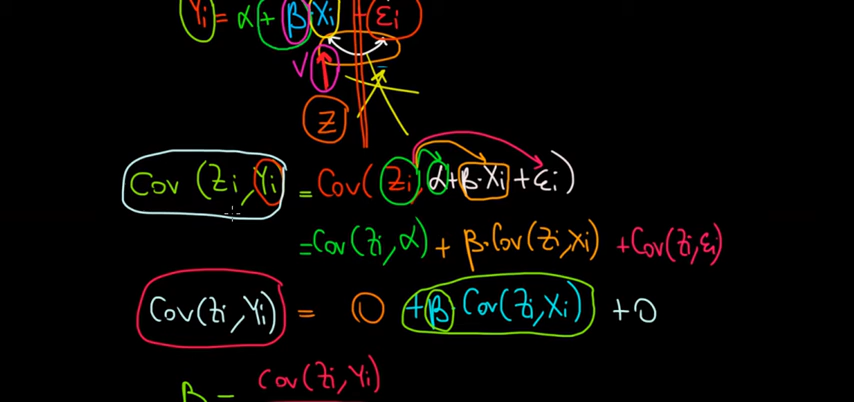 Yi = α + β Xi + εi
Z
Cov (Zi, Yi) = Cov( Zi, α + β·Xi + εi )
= Cov(Zi, α) + β·Cov(Zi, Xi) + Cov(Zi, εi)
Cov(Zi, Yi) = 0 + β Cov(Zi, Xi) + 0
Cov(Zi, Yi)
β =